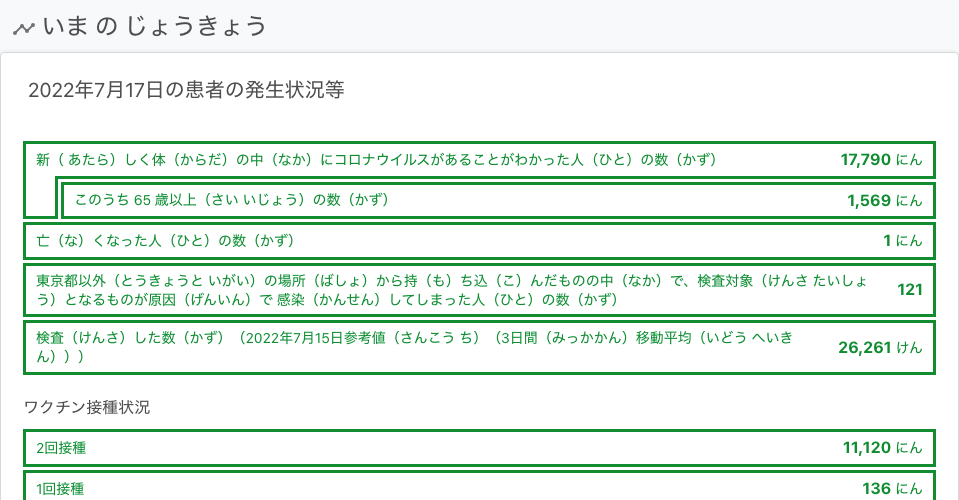 いま の じょうきょう
2022年7月17日の患者の発生状況等
新（ あたら）しく体（からだ）の中（なか）にコロナウイルスがあることがわかった人（ひと）の数（かず） 17,790 にん
このうち 65 歳以上（さい いじょう）の数（かず） 1,569 にん
亡（な）くなった人（ひと）の数（かず） 1 にん
東京都以外（とうきょうと いがい）の場所（ばしょ）から持（も）ち込（こ）んだものの中（なか）で、検査対象（けんさ たいしょ
う）となるものが原因（げんいん）で 感染（かんせん）してしまった人（ひと）の数（かず） 121
検査（けんさ）した数（かず）（2022年7月15日参考値（さんこう ち）（3日間（みっかかん）移動平均（いどう へいき
ん））） 26,261 けん
ワクチン接種状況
2回接種 11,120 にん
1回接種 136 にん